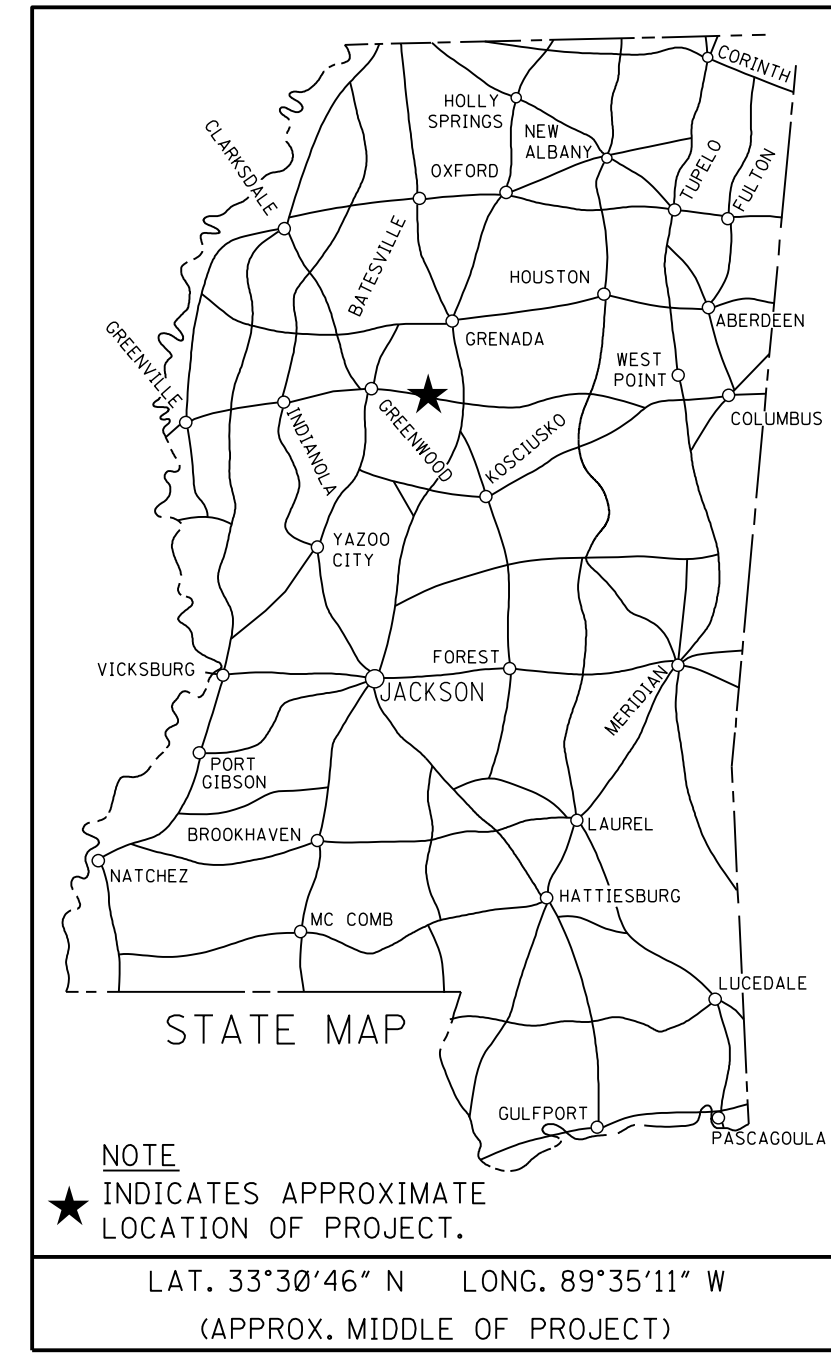 CORINTH
HOLLY
SPRINGS
NEW
ALBANY
CLARKSDALE
OXFORD
TUPELO
FULTON
BATESVILLE
HOUSTON
ABERDEEN
GRENADA
GREENVILLE
WEST
POINT
COLUMBUS
INDIANOLA
GREENWOOD
KOSCIUSKO
YAZOO
CITY
VICKSBURG
FOREST
JACKSON
MERIDIAN
PORT
GIBSON
BROOKHAVEN
LAUREL
NATCHEZ
HATTIESBURG
MC COMB
LUCEDALE
STATE MAP
GULFPORT
PASCAGOULA
NOTE
INDICATES APPROXIMATE
LOCATION OF PROJECT.
LAT. 33°30'46" N LONG. 89°35'11" W
(APPROX. MIDDLE OF PROJECT)